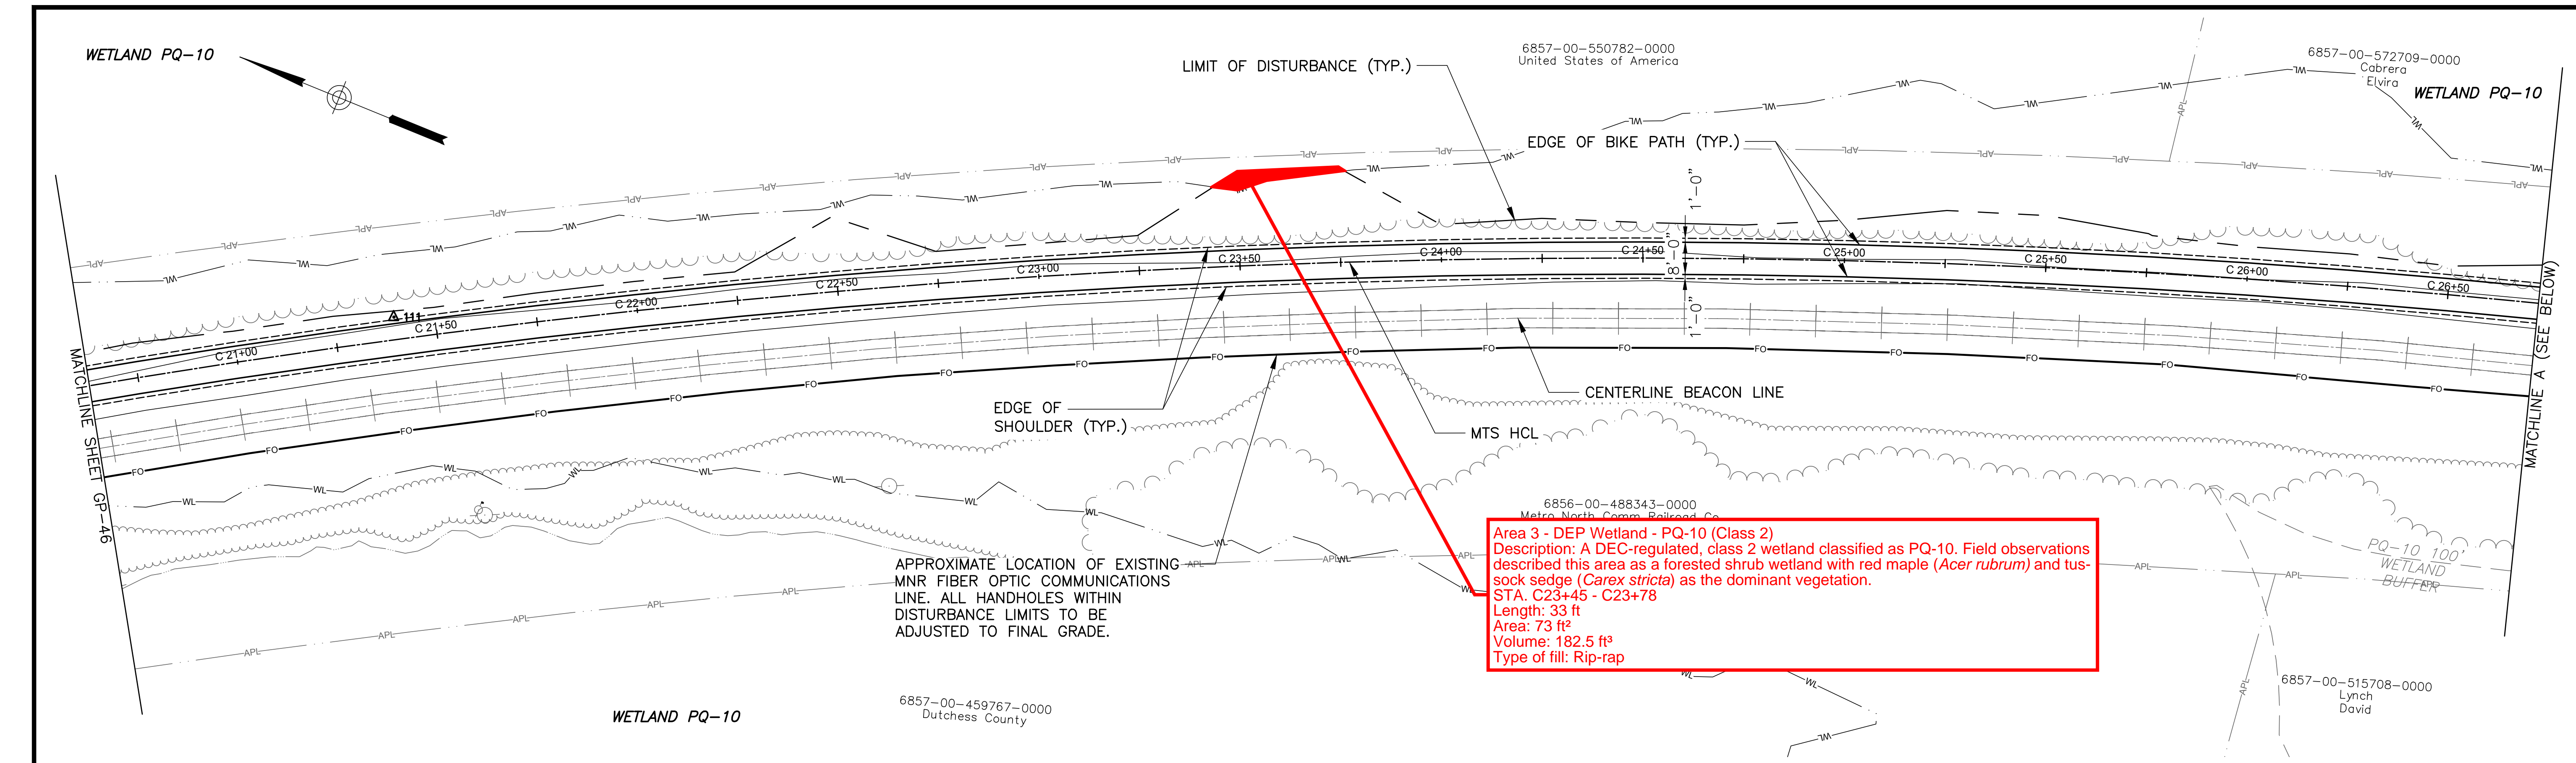 WETLAND PQ-10
LIMIT OF DISTURBANCE (TYP.)
6857-00-550782-0000
United States of America
6857-00-572709-0000
Cabrera
Elvira
WETLAND PQ-10
EDGE OF BIKE PATH (TYP.)
1'-0"
8'-0"
1'-0"
111
C 21+00
C 21+50
C 22+00
C 22+50
C 23+00
C 23+50
C 24+00
C 24+50
C 25+00
C 25+50
C 26+00
C 26+50
MATCHLINE SHEET GP-46
MATCHLINE A (SEE BELOW)
EDGE OF
SHOULDER (TYP.)
CENTERLINE BEACON LINE
MTS HCL
6856-00-488343-0000
Metro North Comm Railroad Co
APPROXIMATE LOCATION OF EXISTING
MNR FIBER OPTIC COMMUNICATIONS
LINE. ALL HANDHOLES WITHIN
DISTURBANCE LIMITS TO BE
ADJUSTED TO FINAL GRADE.
Area 3 - DEP Wetland - PQ-10 (Class 2)
Description: A DEC-regulated, class 2 wetland classified as PQ-10. Field observations
described this area as a forested shrub wetland with red maple (Acer rubrum) and tus-
sock sedge (Carex stricta) as the dominant vegetation.
STA. C23+45 - C23+78
Length: 33 ft
Area: 73 ft²
Volume: 182.5 ft³
Type of fill: Rip-rap
PQ-10 100'
WETLAND
BUFFER
WETLAND PQ-10
6857-00-459767-0000
Dutchess County
6857-00-515708-0000
Lynch
David
APL
WL
FO